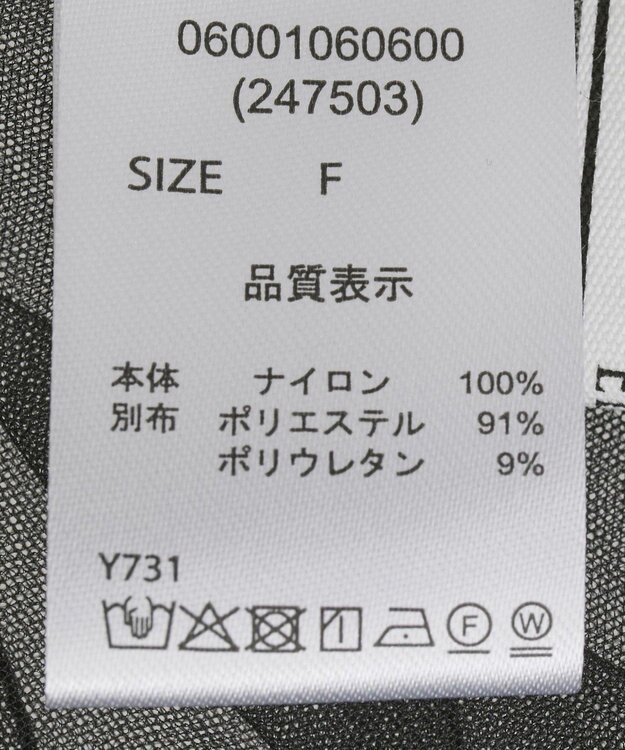 06001060600
(247503)
SIZE F
品質表示
本体 ナイロン 100%
別布 ポリエステル 91%
ポリウレタン 9%
Y731
F W